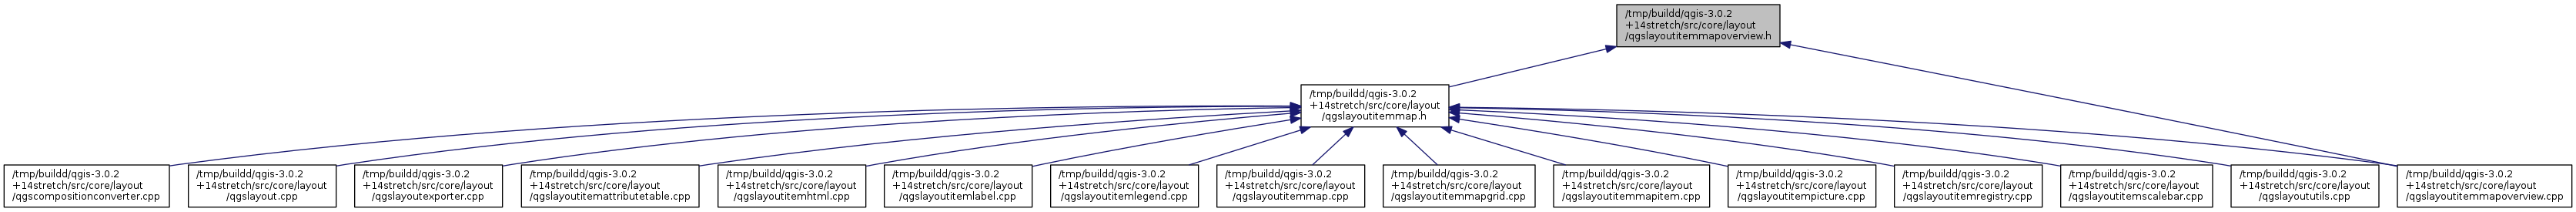 /tmp/buildd/qgis-3.0.2
+14stretch/src/core/layout
/qgslayoutitemmapoverview.h
/tmp/buildd/qgis-3.0.2
+14stretch/src/core/layout
/qgslayoutitemmap.h
/tmp/buildd/qgis-3.0.2
+14stretch/src/core/layout
/qgscompositionconverter.cpp
/tmp/buildd/qgis-3.0.2
+14stretch/src/core/layout
/qgslayout.cpp
/tmp/buildd/qgis-3.0.2
+14stretch/src/core/layout
/qgslayoutexporter.cpp
/tmp/buildd/qgis-3.0.2
+14stretch/src/core/layout
/qgslayoutitemattributetable.cpp
/tmp/buildd/qgis-3.0.2
+14stretch/src/core/layout
/qgslayoutitemhtml.cpp
/tmp/buildd/qgis-3.0.2
+14stretch/src/core/layout
/qgslayoutitemlabel.cpp
/tmp/buildd/qgis-3.0.2
+14stretch/src/core/layout
/qgslayoutitemlegend.cpp
/tmp/buildd/qgis-3.0.2
+14stretch/src/core/layout
/qgslayoutitemmap.cpp
/tmp/buildd/qgis-3.0.2
+14stretch/src/core/layout
/qgslayoutitemmapgrid.cpp
/tmp/buildd/qgis-3.0.2
+14stretch/src/core/layout
/qgslayoutitemmapitem.cpp
/tmp/buildd/qgis-3.0.2
+14stretch/src/core/layout
/qgslayoutitempicture.cpp
/tmp/buildd/qgis-3.0.2
+14stretch/src/core/layout
/qgslayoutitemregistry.cpp
/tmp/buildd/qgis-3.0.2
+14stretch/src/core/layout
/qgslayoutitemscalebar.cpp
/tmp/buildd/qgis-3.0.2
+14stretch/src/core/layout
/qgslayoututils.cpp
/tmp/buildd/qgis-3.0.2
+14stretch/src/core/layout
/qgslayoutitemmapoverview.cpp